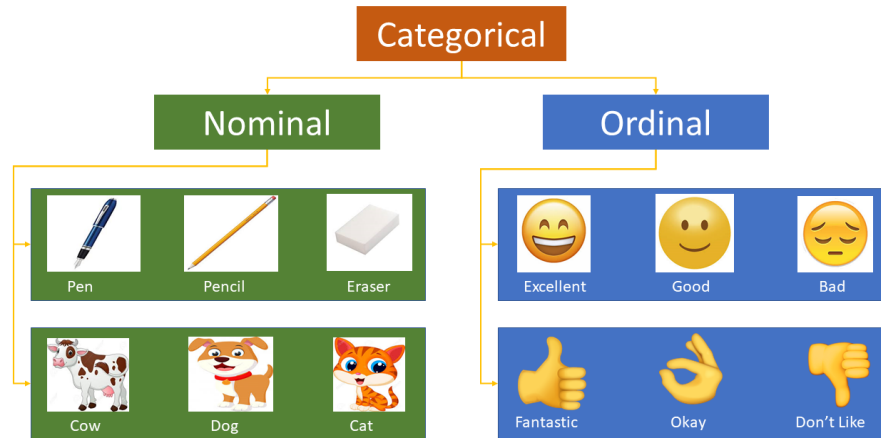 Categorical
Nominal
Ordinal
Pen Pencil Eraser
Excellent Good Bad
Cow Dog Cat
Fantastic Okay Don't Like